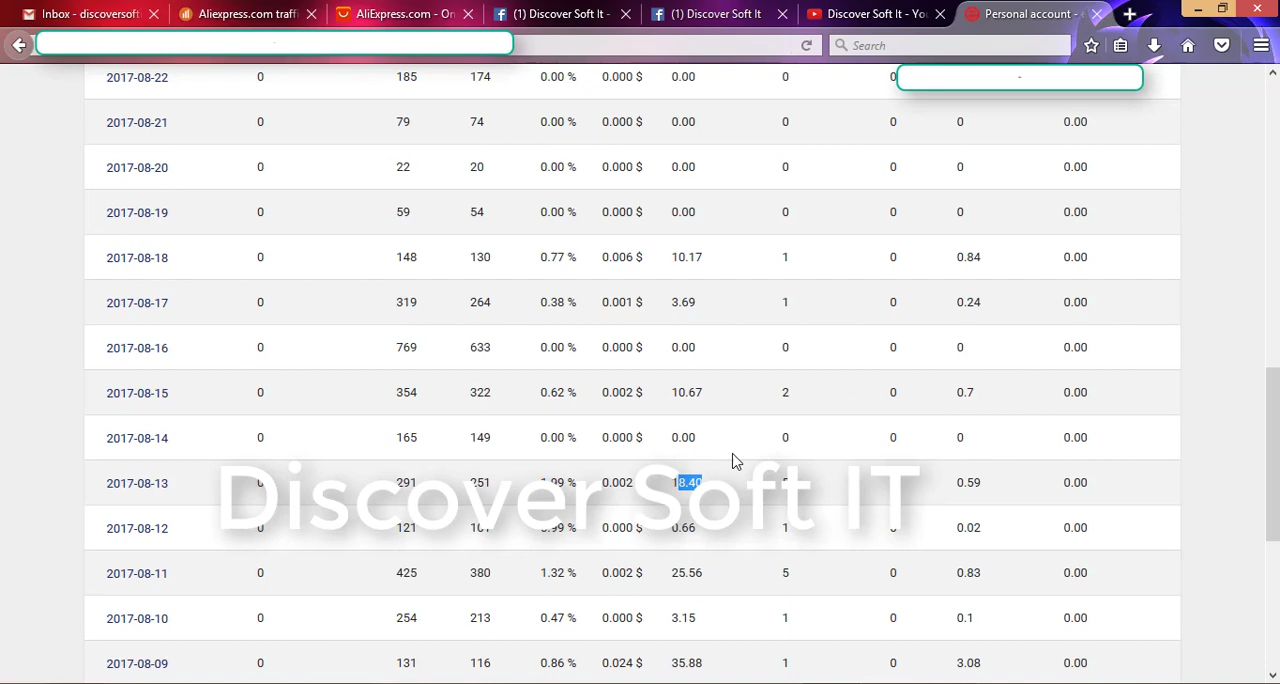 Inbox - discoversoft
Aliexpress.com traffi
AliExpress.com - On
(1) Discover Soft It -
(1) Discover Soft It
Discover Soft It - You
Personal account - e
Search
2017-08-22 0 185 174 0.00 % 0.000 $ 0.00 0 0 -
2017-08-21 0 79 74 0.00 % 0.000 $ 0.00 0 0 0 0.00
2017-08-20 0 22 20 0.00 % 0.000 $ 0.00 0 0 0 0.00
2017-08-19 0 59 54 0.00 % 0.000 $ 0.00 0 0 0 0.00
2017-08-18 0 148 130 0.77 % 0.006 $ 10.17 1 0 0.84 0.00
2017-08-17 0 319 264 0.38 % 0.001 $ 3.69 1 0 0.24 0.00
2017-08-16 0 769 633 0.00 % 0.000 $ 0.00 0 0 0 0.00
2017-08-15 0 354 322 0.62 % 0.002 $ 10.67 2 0 0.7 0.00
2017-08-14 0 165 149 0.00 % 0.000 $ 0.00 0 0 0 0.00
2017-08-13 0 291 251 1.99 % 0.002 18.40 0.59 0.00
Discover Soft IT
2017-08-12 0 121 101 0.99 % 0.000 $ 0.66 1 0 0.02 0.00
2017-08-11 0 425 380 1.32 % 0.002 $ 25.56 5 0 0.83 0.00
2017-08-10 0 254 213 0.47 % 0.000 $ 3.15 1 0 0.1 0.00
2017-08-09 0 131 116 0.86 % 0.024 $ 35.88 1 0 3.08 0.00